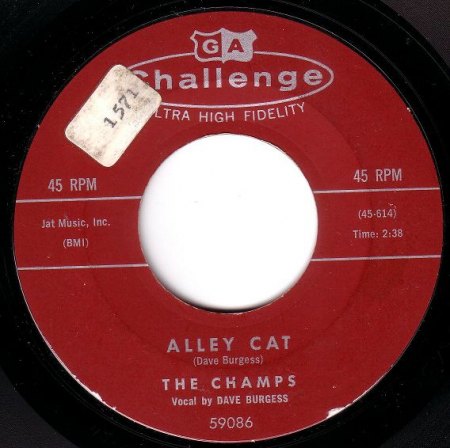 GA
Challenge
ULTRA HIGH FIDELITY
1571
45 RPM
45 RPM
Jat Music, Inc.
(BMI)
(45-614)
Time: 2:38
ALLEY CAT
(Dave Burgess)
THE CHAMPS
Vocal by DAVE BURGESS
59086